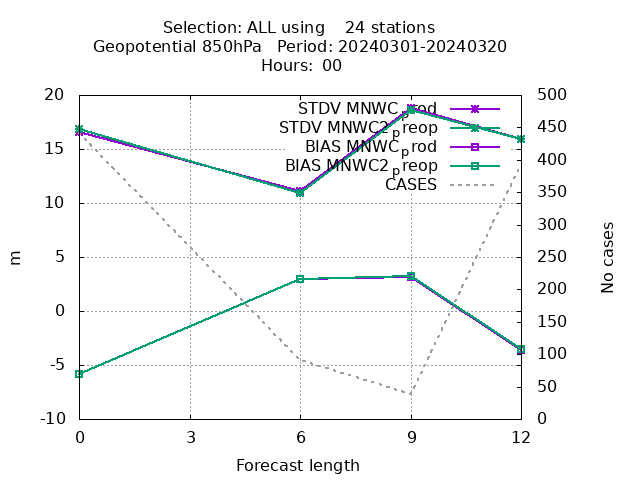 Selection: ALL using    24 stations
Geopotential 850hPa   Period: 20240301-20240320
Hours: 00
STDV MNWC_prod
STDV MNWC2_preop
BIAS MNWC_prod
BIAS MNWC2_preop
CASES
20
15
10
5
0
-5
-10
m
500
450
400
350
300
250
200
150
100
50
0
No cases
0 3 6 9 12
Forecast length